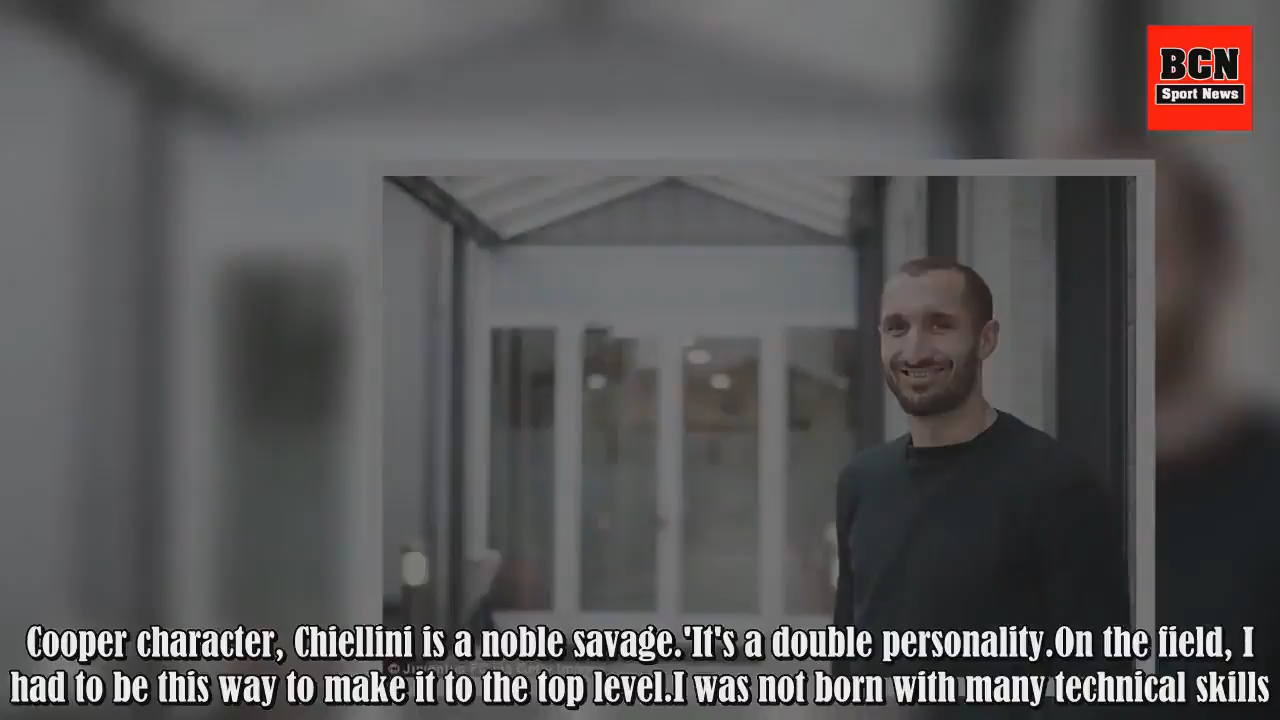 BCN
Sport News
Cooper character, Chiellini is a noble savage.'It's a double personality.On the field, I
had to be this way to make it to the top level.I was not born with many technical skills